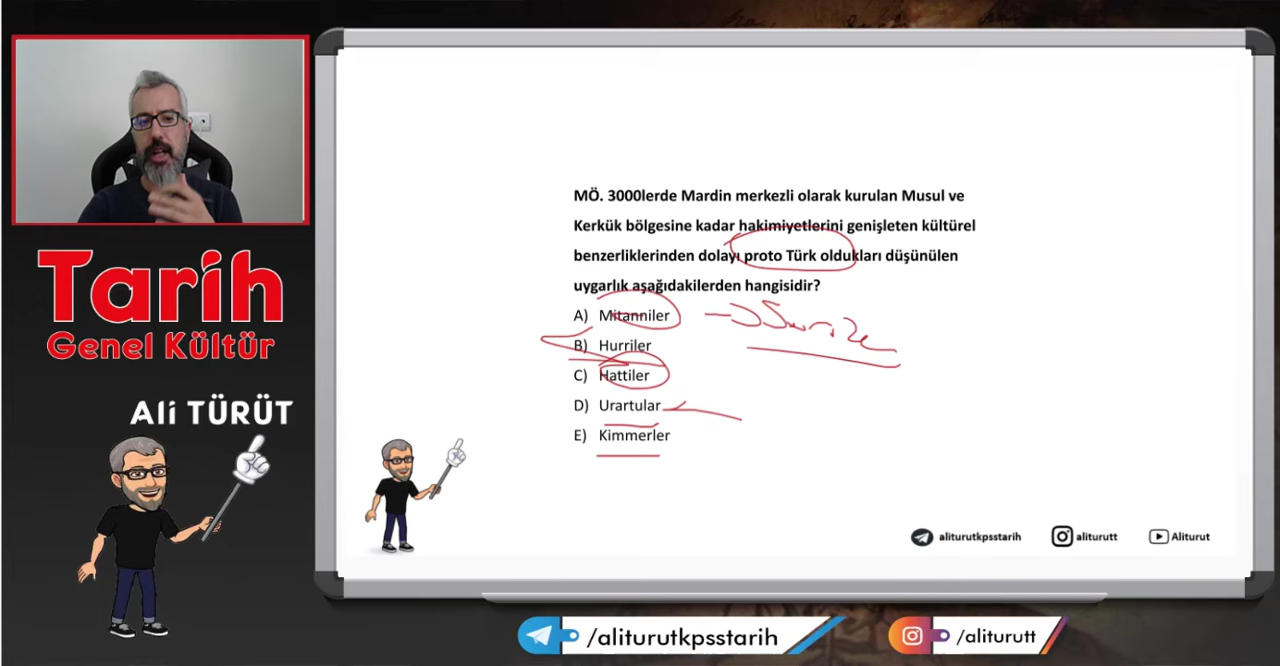 Tarih
Genel Kültür
Ali TÜRÜT
MÖ. 3000lerde Mardin merkezli olarak kurulan Musul ve
Kerkük bölgesine kadar hakimiyetlerini genişleten kültürel
benzerliklerinden dolayı proto Türk oldukları düşünülen
uygarlık aşağıdakilerden hangisidir?
A) Mitanniler
B) Hurriler
C) Hattiler
D) Urartular
E) Kimmerler
aliturutkpsstarih
aliturutt
Aliturut
/aliturutkpsstarih
/aliturutt